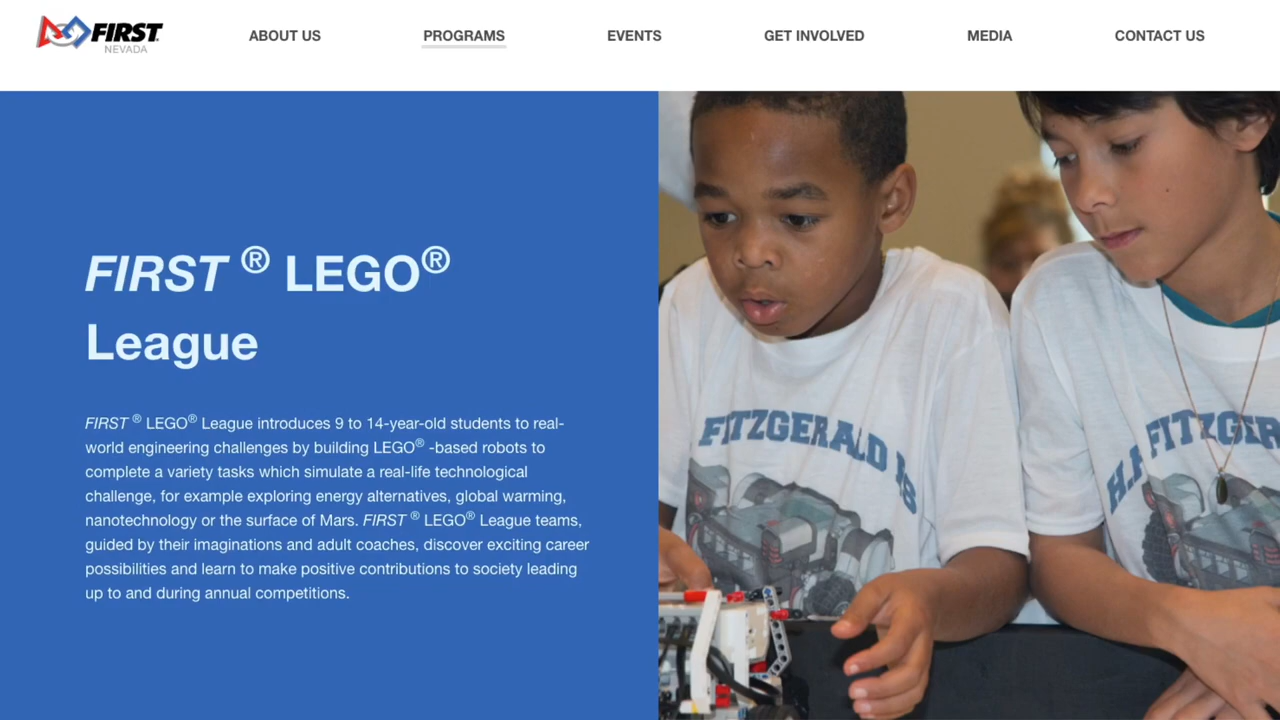 FIRST
NEVADA
ABOUT US
PROGRAMS
EVENTS
GET INVOLVED
MEDIA
CONTACT US
FIRST ® LEGO®
League
FIRST ® LEGO® League introduces 9 to 14-year-old students to real-
world engineering challenges by building LEGO® -based robots to
complete a variety tasks which simulate a real-life technological
challenge, for example exploring energy alternatives, global warming,
nanotechnology or the surface of Mars. FIRST ® LEGO® League teams,
guided by their imaginations and adult coaches, discover exciting career
possibilities and learn to make positive contributions to society leading
up to and during annual competitions.
FITZGERALD
H.P. FITZGER